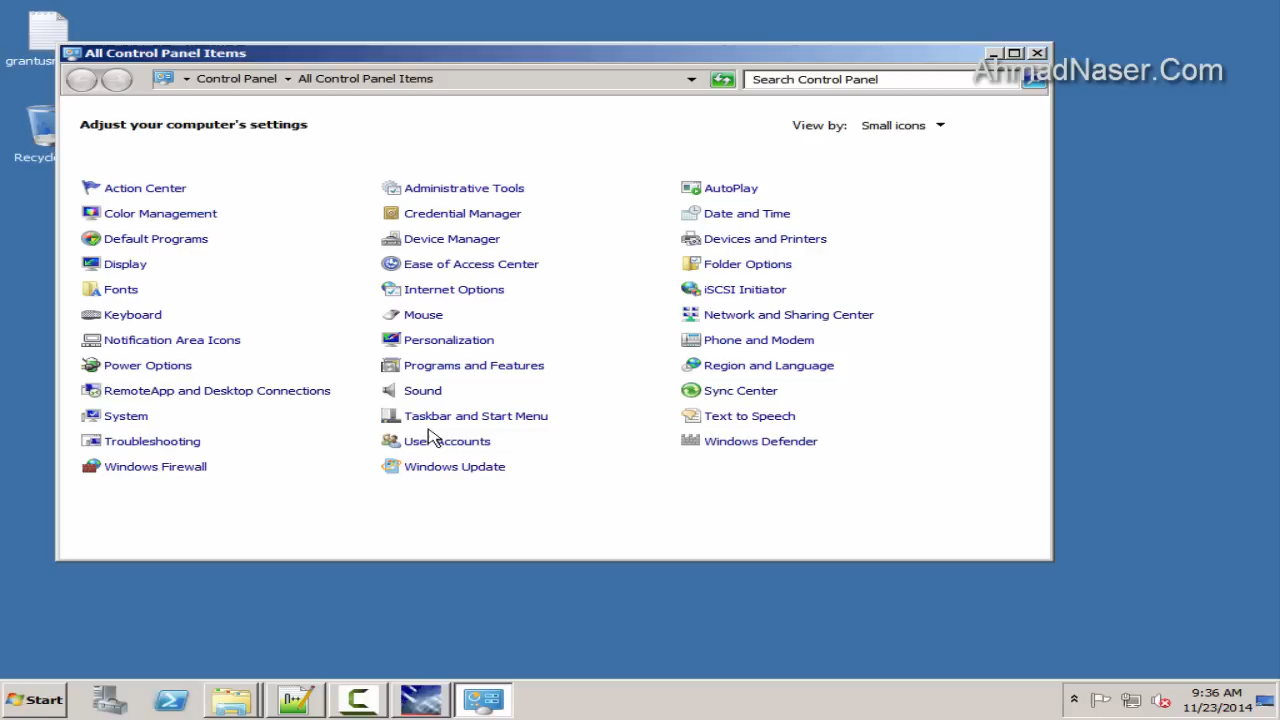 grantus
Recycl
All Control Panel Items
AhmadNaser.Com
Control Panel
All Control Panel Items
Search Control Panel
Adjust your computer's settings
View by: Small icons
Action Center
Administrative Tools
AutoPlay
Color Management
Credential Manager
Date and Time
Default Programs
Device Manager
Devices and Printers
Display
Ease of Access Center
Folder Options
Fonts
Internet Options
iSCSI Initiator
Keyboard
Mouse
Network and Sharing Center
Notification Area Icons
Personalization
Phone and Modem
Power Options
Programs and Features
Region and Language
RemoteApp and Desktop Connections
Sound
Sync Center
System
Taskbar and Start Menu
Text to Speech
Troubleshooting
User Accounts
Windows Defender
Windows Firewall
Windows Update
Start
9:36 AM
11/23/2014